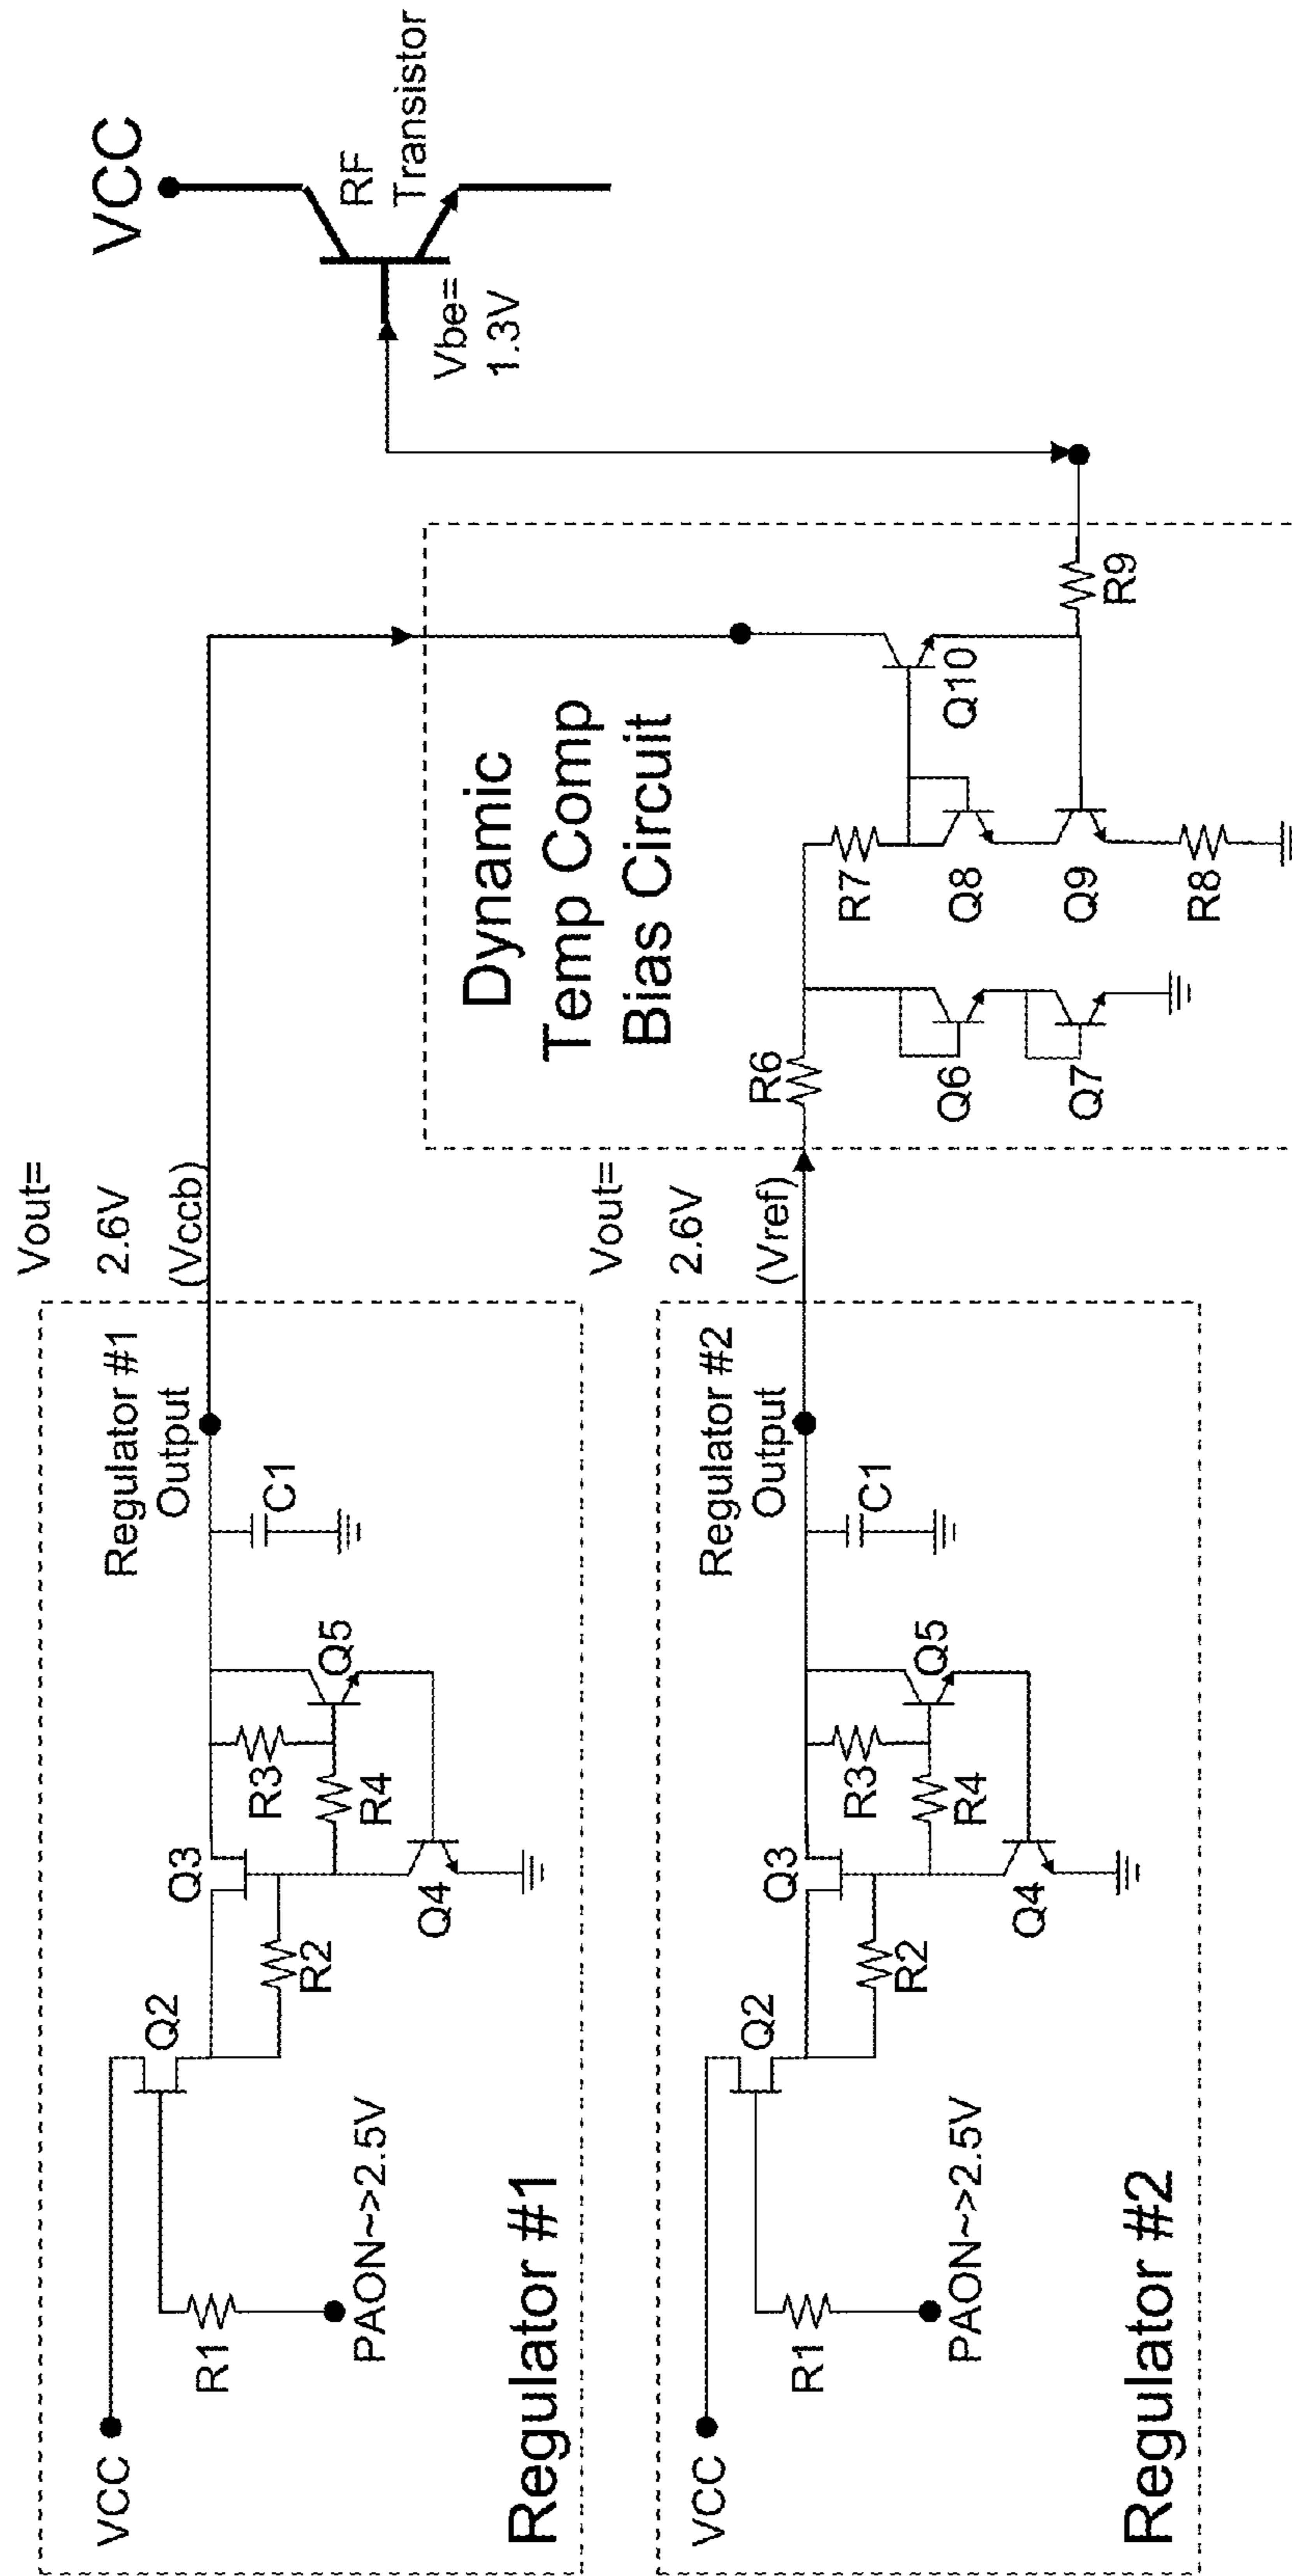 VCC
R1
PAON~>2.5V
Q2
R2
Q3
Q4
R3
R4
Q5
C1
Regulator #1
Output
Regulator #1
Vout=
2.6V
(Vccb)
VCC
R1
PAON~>2.5V
Q2
R2
Q3
Q4
R3
R4
Q5
C1
Regulator #2
Output
Regulator #2
Vout=
2.6V
(Vref)
Dynamic
Temp Comp
Bias Circuit
R6
Q6
Q7
R7
Q8
Q9
R8
Q10
R9
VCC
RF
Transistor
Vbe=
1.3V